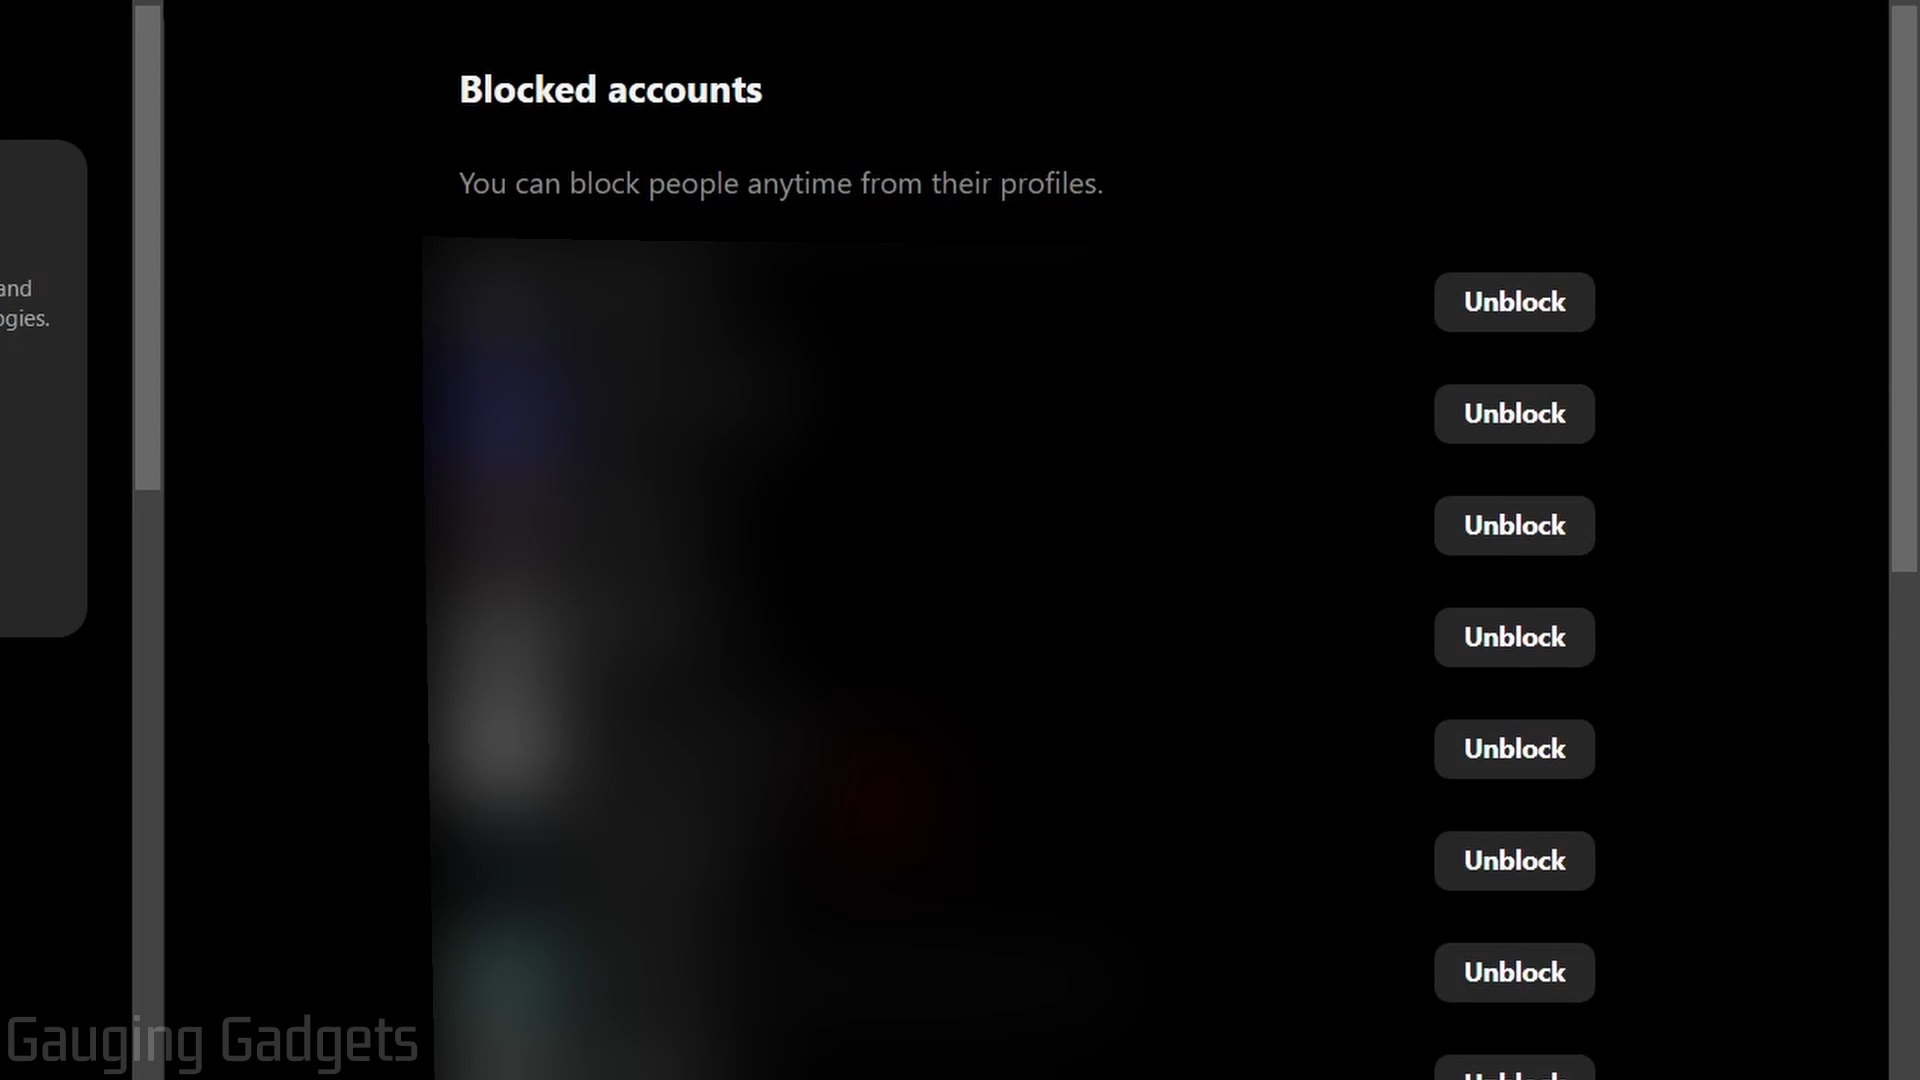 Blocked accounts
You can block people anytime from their profiles.
and
ogies.
Unblock
Unblock
Unblock
Unblock
Unblock
Unblock
Unblock
Gauging Gadgets